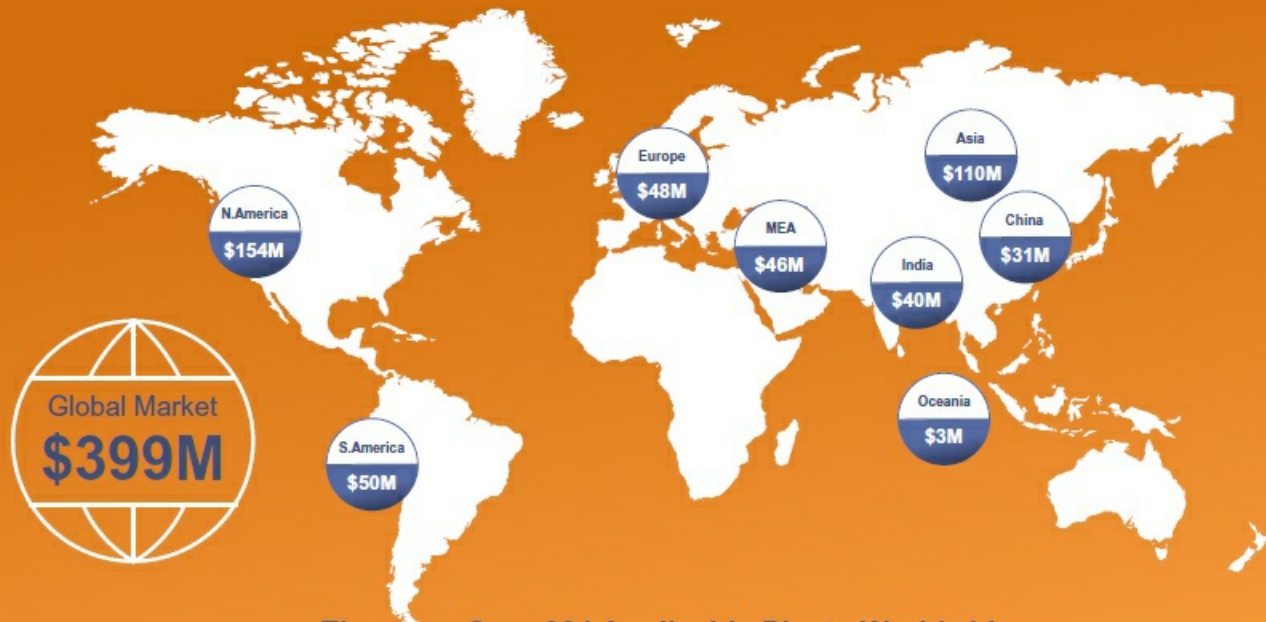 Europe
$48M
Asia
$110M
N.America
$154M
MEA
$46M
China
$31M
India
$40M
Global Market
$399M
Oceania
$3M
S.America
$50M